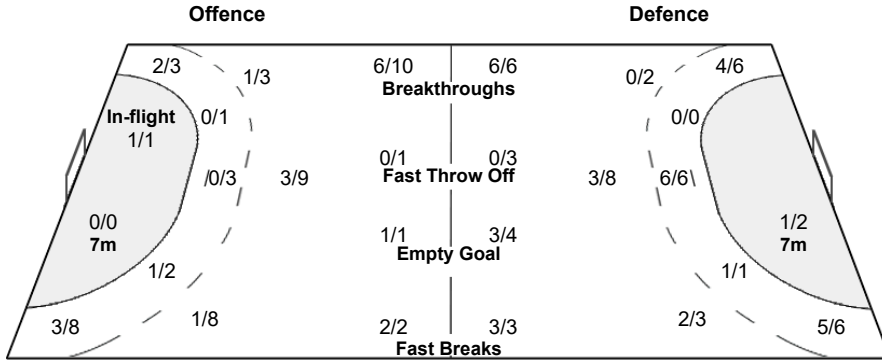 Offence Defence
2/3 1/3 6/10 6/6 0/2 4/6
Breakthroughs
In-flight 0/1 0/0
1/1
0/1 0/3
0/3 3/9 Fast Throw Off 3/8 6/6
0/0 1/2
7m 1/1 3/4 7m
Empty Goal
1/2 1/1
3/8 1/8 2/2 3/3 2/3 5/6
Fast Breaks